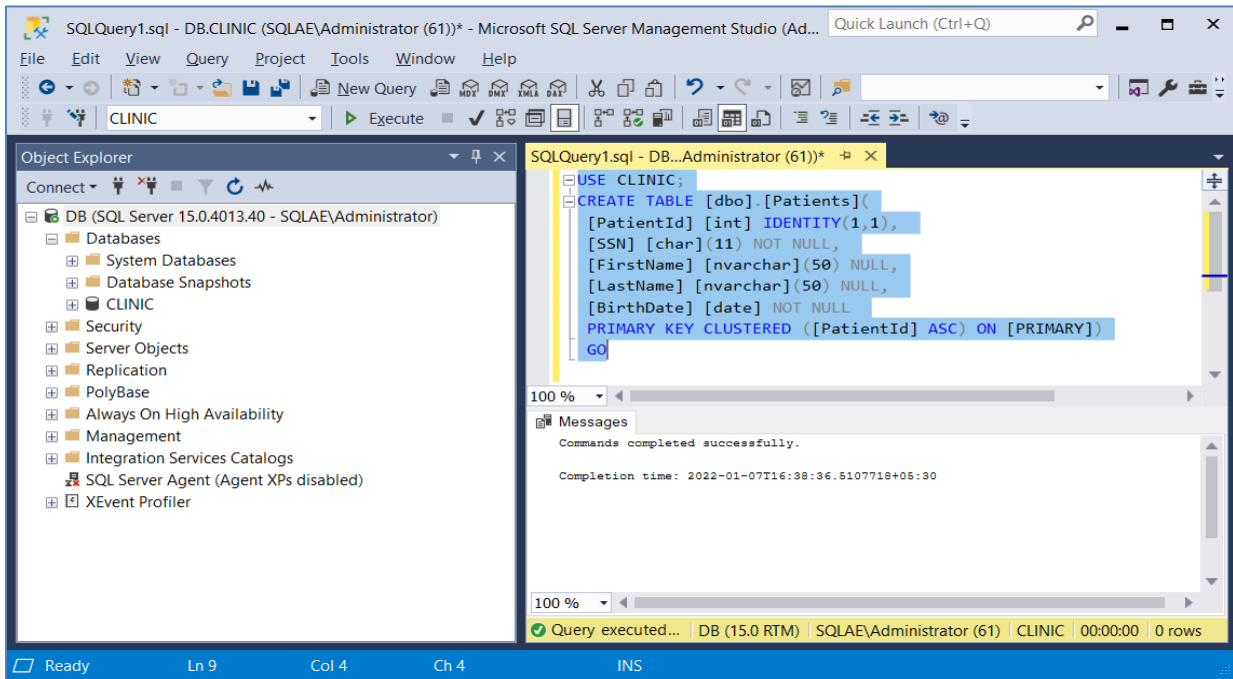 SQLQuery1.sql - DB.CLINIC (SQLAE\Administrator (61))* - Microsoft SQL Server Management Studio (Ad... Quick Launch (Ctrl+Q)
File Edit View Query Project Tools Window Help
New Query MDX DMX XMLA DAX
CLINIC Execute
Object Explorer
Connect
DB (SQL Server 15.0.4013.40 - SQLAE\Administrator)
Databases
System Databases
Database Snapshots
CLINIC
Security
Server Objects
Replication
PolyBase
Always On High Availability
Management
Integration Services Catalogs
SQL Server Agent (Agent XPs disabled)
XEvent Profiler
SQLQuery1.sql - DB...Administrator (61))*
USE CLINIC;
CREATE TABLE [dbo].[Patients](
[PatientId] [int] IDENTITY(1,1),
[SSN] [char](11) NOT NULL,
[FirstName] [nvarchar](50) NULL,
[LastName] [nvarchar](50) NULL,
[BirthDate] [date] NOT NULL
PRIMARY KEY CLUSTERED ([PatientId] ASC) ON [PRIMARY])
GO
100 %
Messages
Commands completed successfully.
Completion time: 2022-01-07T16:38:36.5107718+05:30
100 %
Query executed... DB (15.0 RTM) SQLAE\Administrator (61) CLINIC 00:00:00 0 rows
Ready Ln 9 Col 4 Ch 4 INS